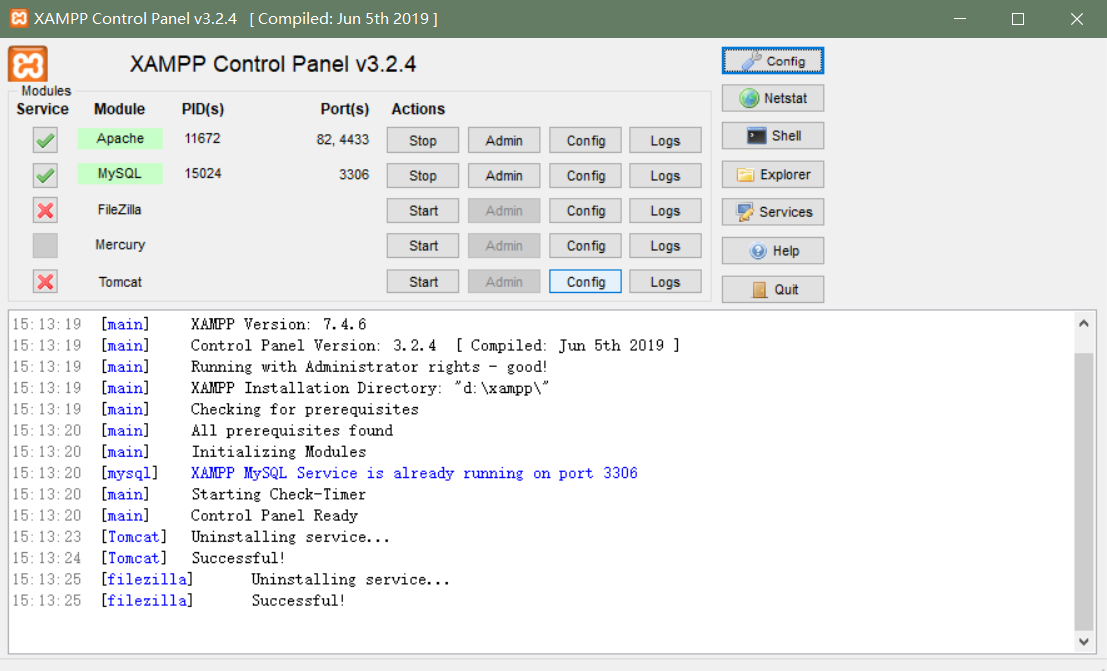 XAMPP Control Panel v3.2.4 [ Compiled: Jun 5th 2019 ]
XAMPP Control Panel v3.2.4
Config
Modules
Service Module PID(s) Port(s) Actions
Netstat
Apache 11672 82, 4433 Stop Admin Config Logs
Shell
MySQL 15024 3306 Stop Admin Config Logs
Explorer
FileZilla Start Admin Config Logs
Services
Mercury Start Admin Config Logs
Help
Tomcat Start Admin Config Logs
Quit
15:13:19 [main] XAMPP Version: 7.4.6
15:13:19 [main] Control Panel Version: 3.2.4 [ Compiled: Jun 5th 2019 ]
15:13:19 [main] Running with Administrator rights - good!
15:13:19 [main] XAMPP Installation Directory: "d:\xampp\"
15:13:19 [main] Checking for prerequisites
15:13:20 [main] All prerequisites found
15:13:20 [main] Initializing Modules
15:13:20 [mysql] XAMPP MySQL Service is already running on port 3306
15:13:20 [main] Starting Check-Timer
15:13:20 [main] Control Panel Ready
15:13:23 [Tomcat] Uninstalling service...
15:13:24 [Tomcat] Successful!
15:13:25 [filezilla] Uninstalling service...
15:13:25 [filezilla] Successful!